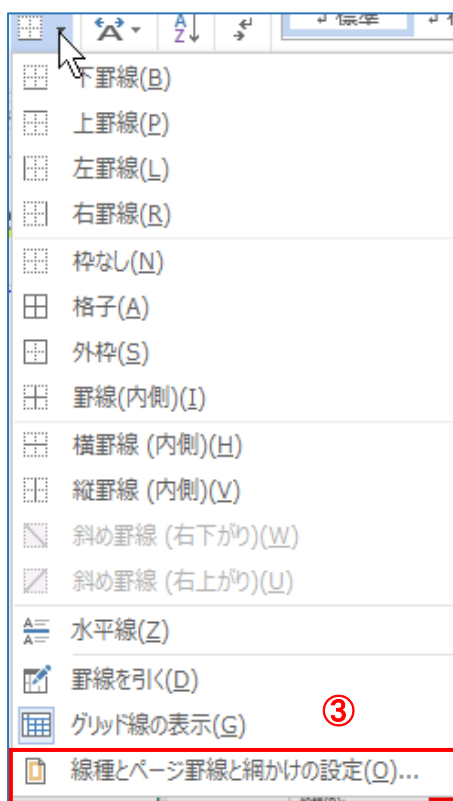 標準
下罫線(B)
上罫線(P)
左罫線(L)
右罫線(R)
枠なし(N)
格子(A)
外枠(S)
罫線(内側)(I)
横罫線 (内側)(H)
縦罫線 (内側)(V)
斜め罫線 (右下がり)(W)
斜め罫線 (右上がり)(U)
水平線(Z)
罫線を引く(D)
グリッド線の表示(G)
③
線種とページ罫線と網かけの設定(O)...